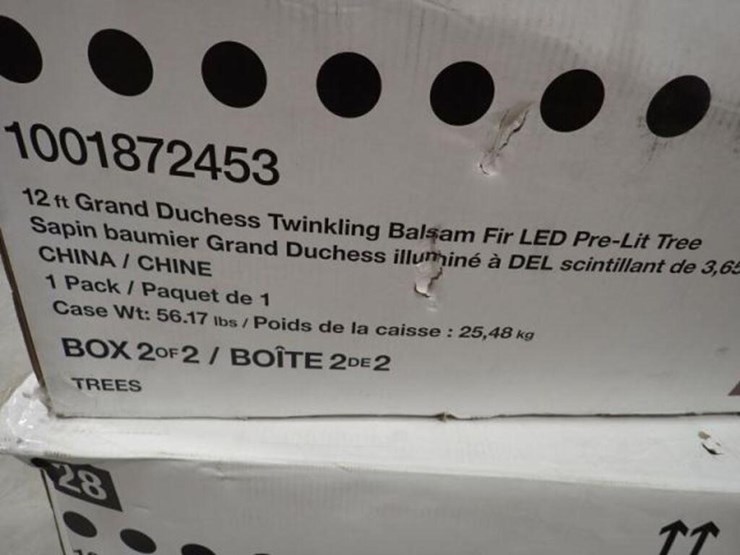 1001872453
12 ft Grand Duchess Twinkling Balsam Fir LED Pre-Lit Tree
Sapin baumier Grand Duchess illuminé à DEL scintillant de 3,65
CHINA / CHINE
1 Pack / Paquet de 1
Case Wt: 56.17 lbs / Poids de la caisse : 25,48 kg
BOX 2 OF 2 / BOÎTE 2 DE 2
TREES
28